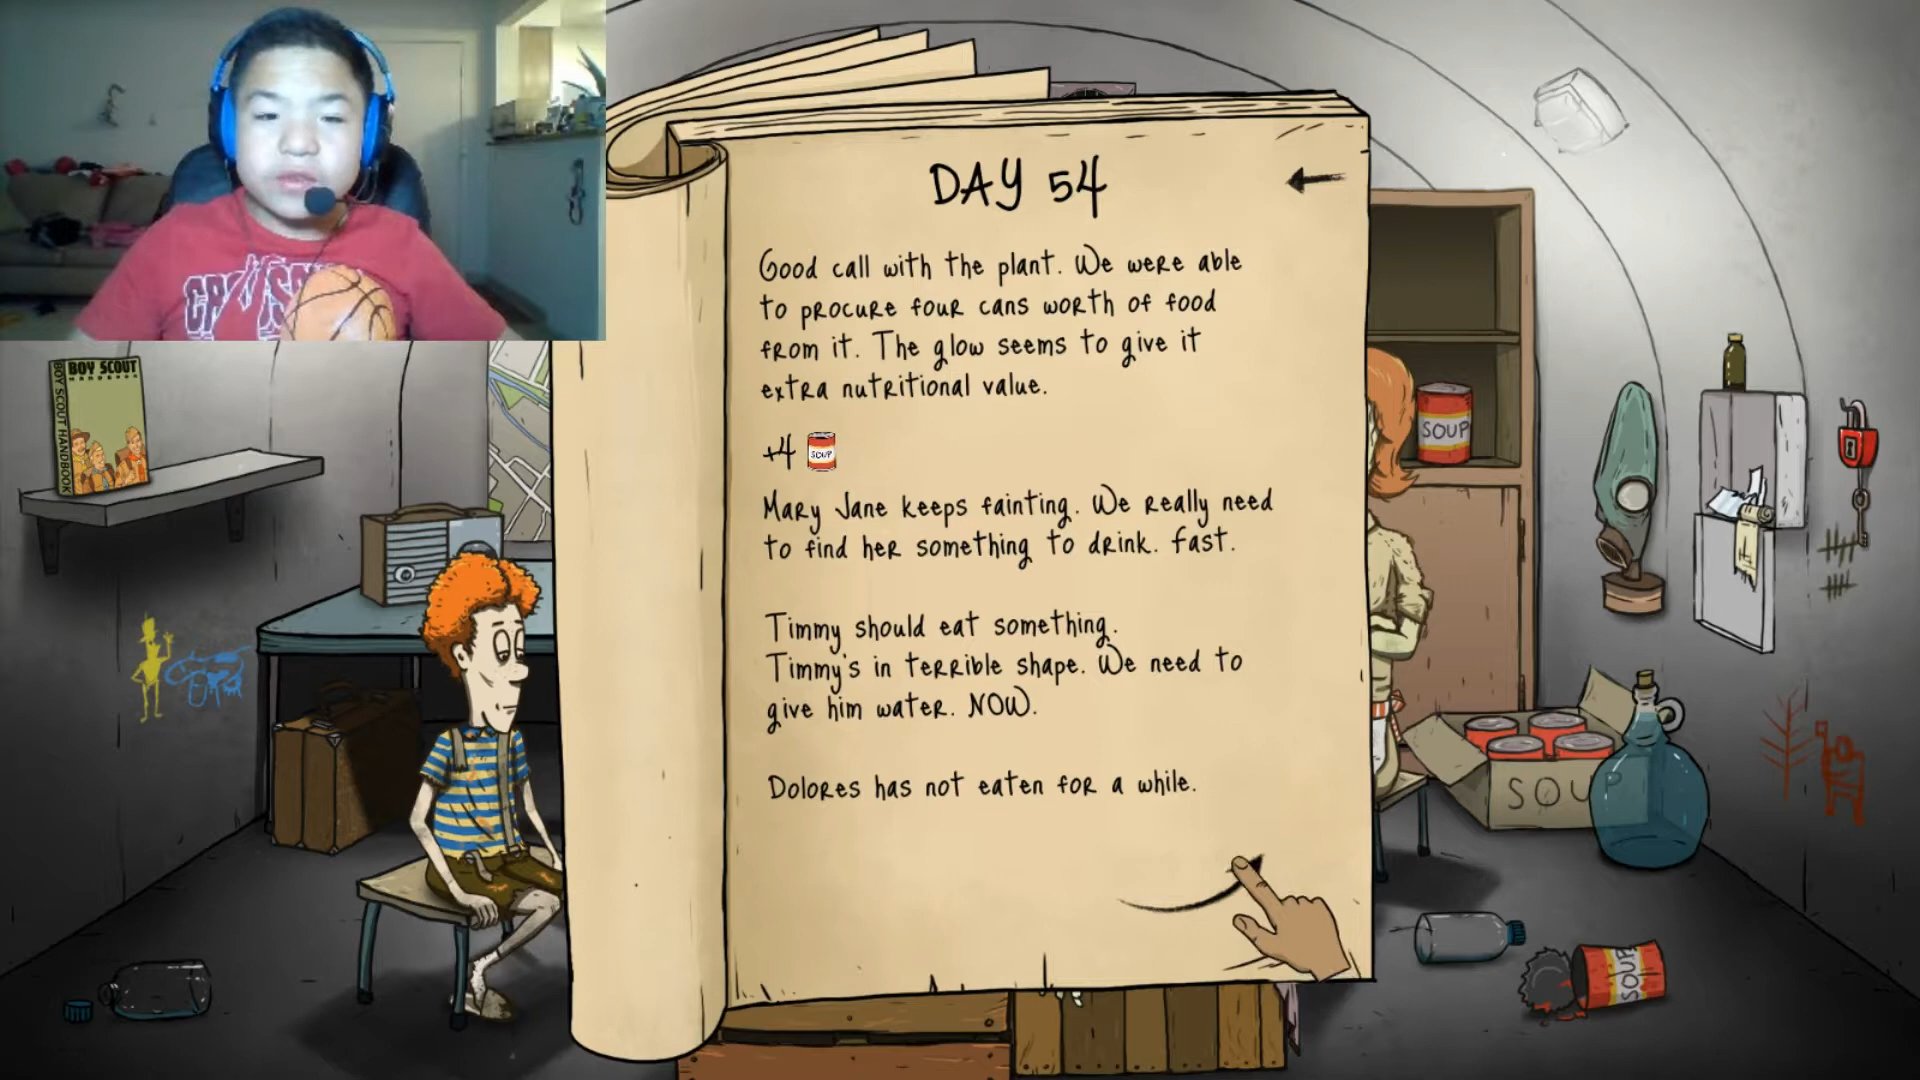 DAY 54
Good call with the plant. We were able
to procure four cans worth of food
from it. The glow seems to give it
extra nutritional value.
+4 SOUP
Mary Jane keeps fainting. We really need
to find her something to drink. Fast.
Timmy should eat something.
Timmy's in terrible shape. We need to
give him water. NOW.
Dolores has not eaten for a while.
BOY SCOUT
HANDBOOK
BOY SCOUT HANDBOOK
SOUP
SOUP
SOUP